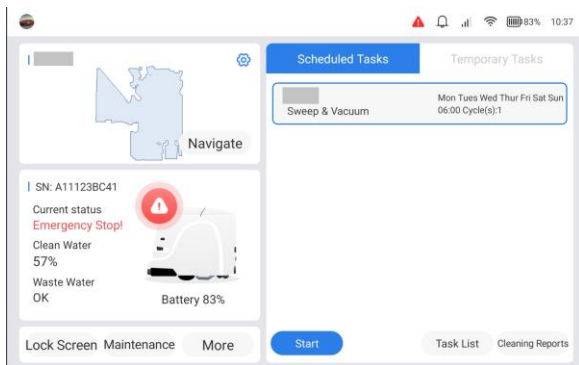 83% 10:37
Navigate
SN: A11123BC41
Current status
Emergency Stop!
Clean Water
57%
Waste Water
OK
Battery 83%
Lock Screen Maintenance More
Scheduled Tasks Temporary Tasks
Sweep & Vacuum
Mon Tues Wed Thur Fri Sat Sun
06:00 Cycle(s):1
Start Task List Cleaning Reports